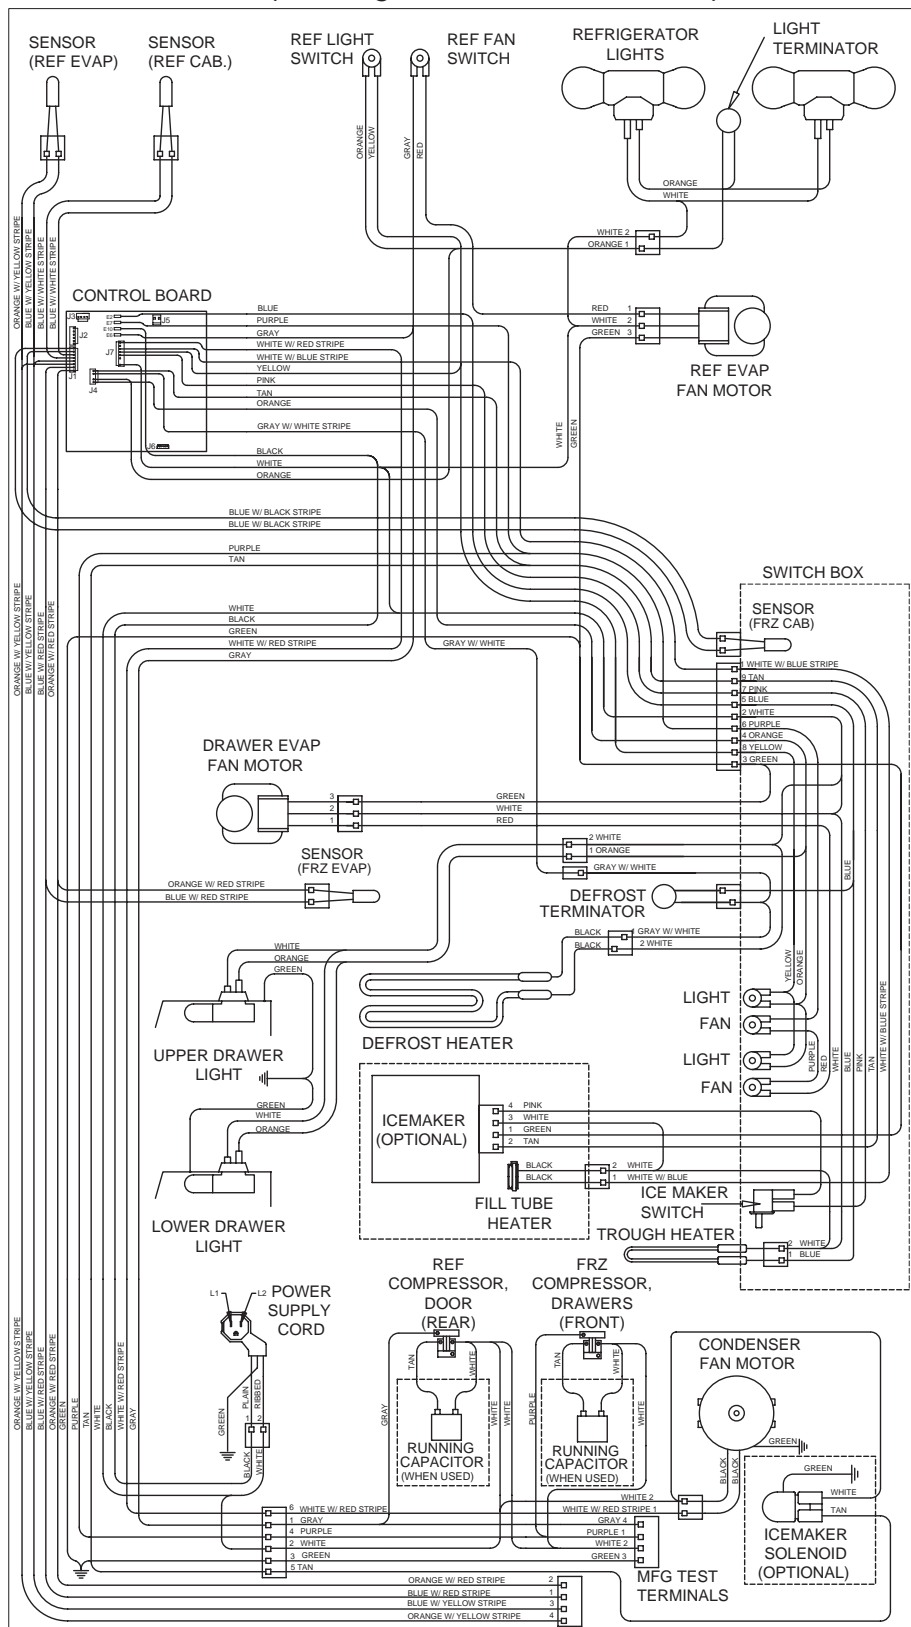 SENSOR
(REF EVAP)
SENSOR
(REF CAB.)
REF LIGHT
SWITCH
REF FAN
SWITCH
REFRIGERATOR
LIGHTS
LIGHT
TERMINATOR
ORANGE
YELLOW
GRAY
RED
ORANGE
WHITE
WHITE 2
ORANGE 1
ORANGE W/ YELLOW STRIPE
BLUE W/ YELLOW STRIPE
BLUE W/ WHITE STRIPE
BLUE W/ WHITE STRIPE
CONTROL BOARD
J3
E2
E7
E10
E6
J5
J2
J7
J1
J4
J6
BLUE
PURPLE
GRAY
WHITE W/ RED STRIPE
WHITE W/ BLUE STRIPE
YELLOW
PINK
TAN
ORANGE
GRAY W/ WHITE STRIPE
BLACK
WHITE
ORANGE
RED 1
WHITE 2
GREEN 3
REF EVAP
FAN MOTOR
WHITE
GREEN
BLUE W/ BLACK STRIPE
BLUE W/ BLACK STRIPE
PURPLE
TAN
ORANGE W/ YELLOW STRIPE
BLUE W/ YELLOW STRIPE
BLUE W/ RED STRIPE
ORANGE W/ RED STRIPE
WHITE
BLACK
GREEN
WHITE W/ RED STRIPE
GRAY
GRAY W/ WHITE
SWITCH BOX
SENSOR
(FRZ CAB)
1 WHITE W/ BLUE STRIPE
9 TAN
7 PINK
5 BLUE
2 WHITE
6 PURPLE
4 ORANGE
8 YELLOW
3 GREEN
DRAWER EVAP
FAN MOTOR
3
2
1
GREEN
WHITE
RED
SENSOR
(FRZ EVAP)
2 WHITE
1 ORANGE
GRAY W/ WHITE
BLUE
ORANGE W/ RED STRIPE
BLUE W/ RED STRIPE
DEFROST
TERMINATOR
BLACK
BLACK
1 GRAY W/ WHITE
2 WHITE
WHITE
ORANGE
GREEN
YELLOW
ORANGE
LIGHT
FAN
LIGHT
FAN
PURPLE
RED
WHITE
BLUE
PINK
TAN
WHITE W/ BLUE STRIPE
UPPER DRAWER
LIGHT
DEFROST HEATER
GREEN
WHITE
ORANGE
LOWER DRAWER
LIGHT
ICEMAKER
(OPTIONAL)
4 PINK
3 WHITE
1 GREEN
2 TAN
BLACK
BLACK
2 WHITE
1 WHITE W/ BLUE
FILL TUBE
HEATER
ICE MAKER
SWITCH
TROUGH HEATER
2 WHITE
1 BLUE
L1
L2
POWER
SUPPLY
CORD
REF
COMPRESSOR,
DOOR
(REAR)
FRZ
COMPRESSOR,
DRAWERS
(FRONT)
CONDENSER
FAN MOTOR
ORANGE W/ YELLOW STRIPE
BLUE W/ YELLOW STRIPE
BLUE W/ RED STRIPE
ORANGE W/ RED STRIPE
GREEN
PURPLE
TAN
WHITE
BLACK
WHITE W/ RED STRIPE
GRAY
GREEN
PLAIN
RIBBED
1
2
BLACK
WHITE
GRAY
TAN
WHITE
WHITE
WHITE
RUNNING
CAPACITOR
(WHEN USED)
PURPLE
TAN
WHITE
WHITE
RUNNING
CAPACITOR
(WHEN USED)
GREEN
BLACK
BLACK
GREEN
WHITE
TAN
ICEMAKER
SOLENOID
(OPTIONAL)
6 WHITE W/ RED STRIPE
1 GRAY
4 PURPLE
2 WHITE
3 GREEN
5 TAN
WHITE 2
WHITE W/ RED STRIPE 1
GRAY 4
PURPLE 1
WHITE 2
GREEN 3
MFG TEST
TERMINALS
ORANGE W/ RED STRIPE 2
BLUE W/ RED STRIPE 1
BLUE W/ YELLOW STRIPE 3
ORANGE W/ YELLOW STRIPE 4